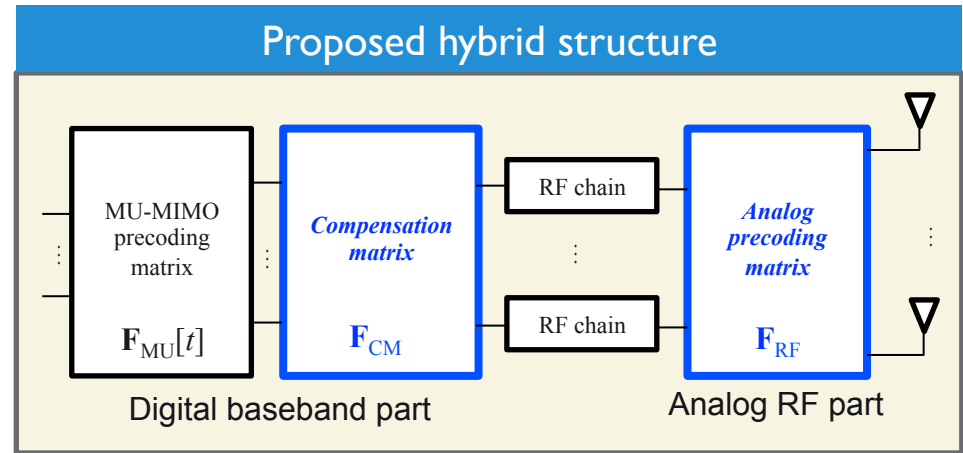 Proposed hybrid structure
MU-MIMO
precoding
matrix
F_MU[t]
Compensation
matrix
F_CM
RF chain
RF chain
Analog
precoding
matrix
F_RF
Digital baseband part
Analog RF part